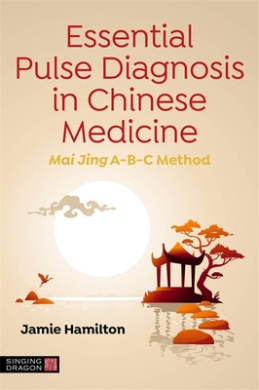 Essential
Pulse Diagnosis
in Chinese
Medicine
Mai Jing A-B-C Method
Jamie Hamilton
SINGING
DRAGON